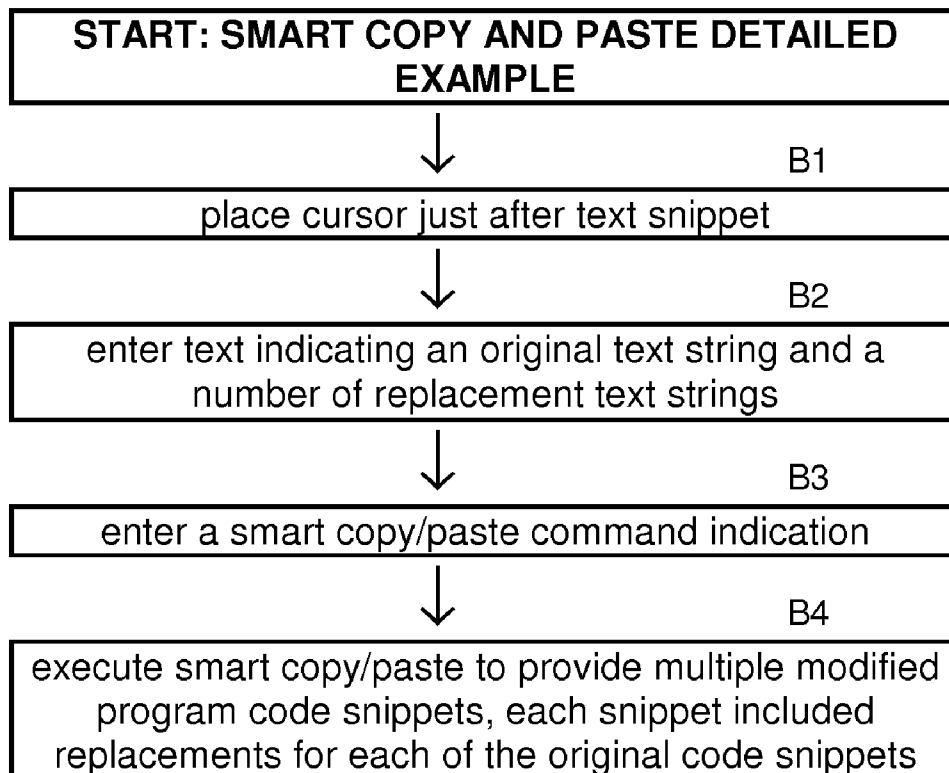 START: SMART COPY AND PASTE DETAILED
EXAMPLE
B1
place cursor just after text snippet
B2
enter text indicating an original text string and a
number of replacement text strings
B3
enter a smart copy/paste command indication
B4
execute smart copy/paste to provide multiple modified
program code snippets, each snippet included
replacements for each of the original code snippets